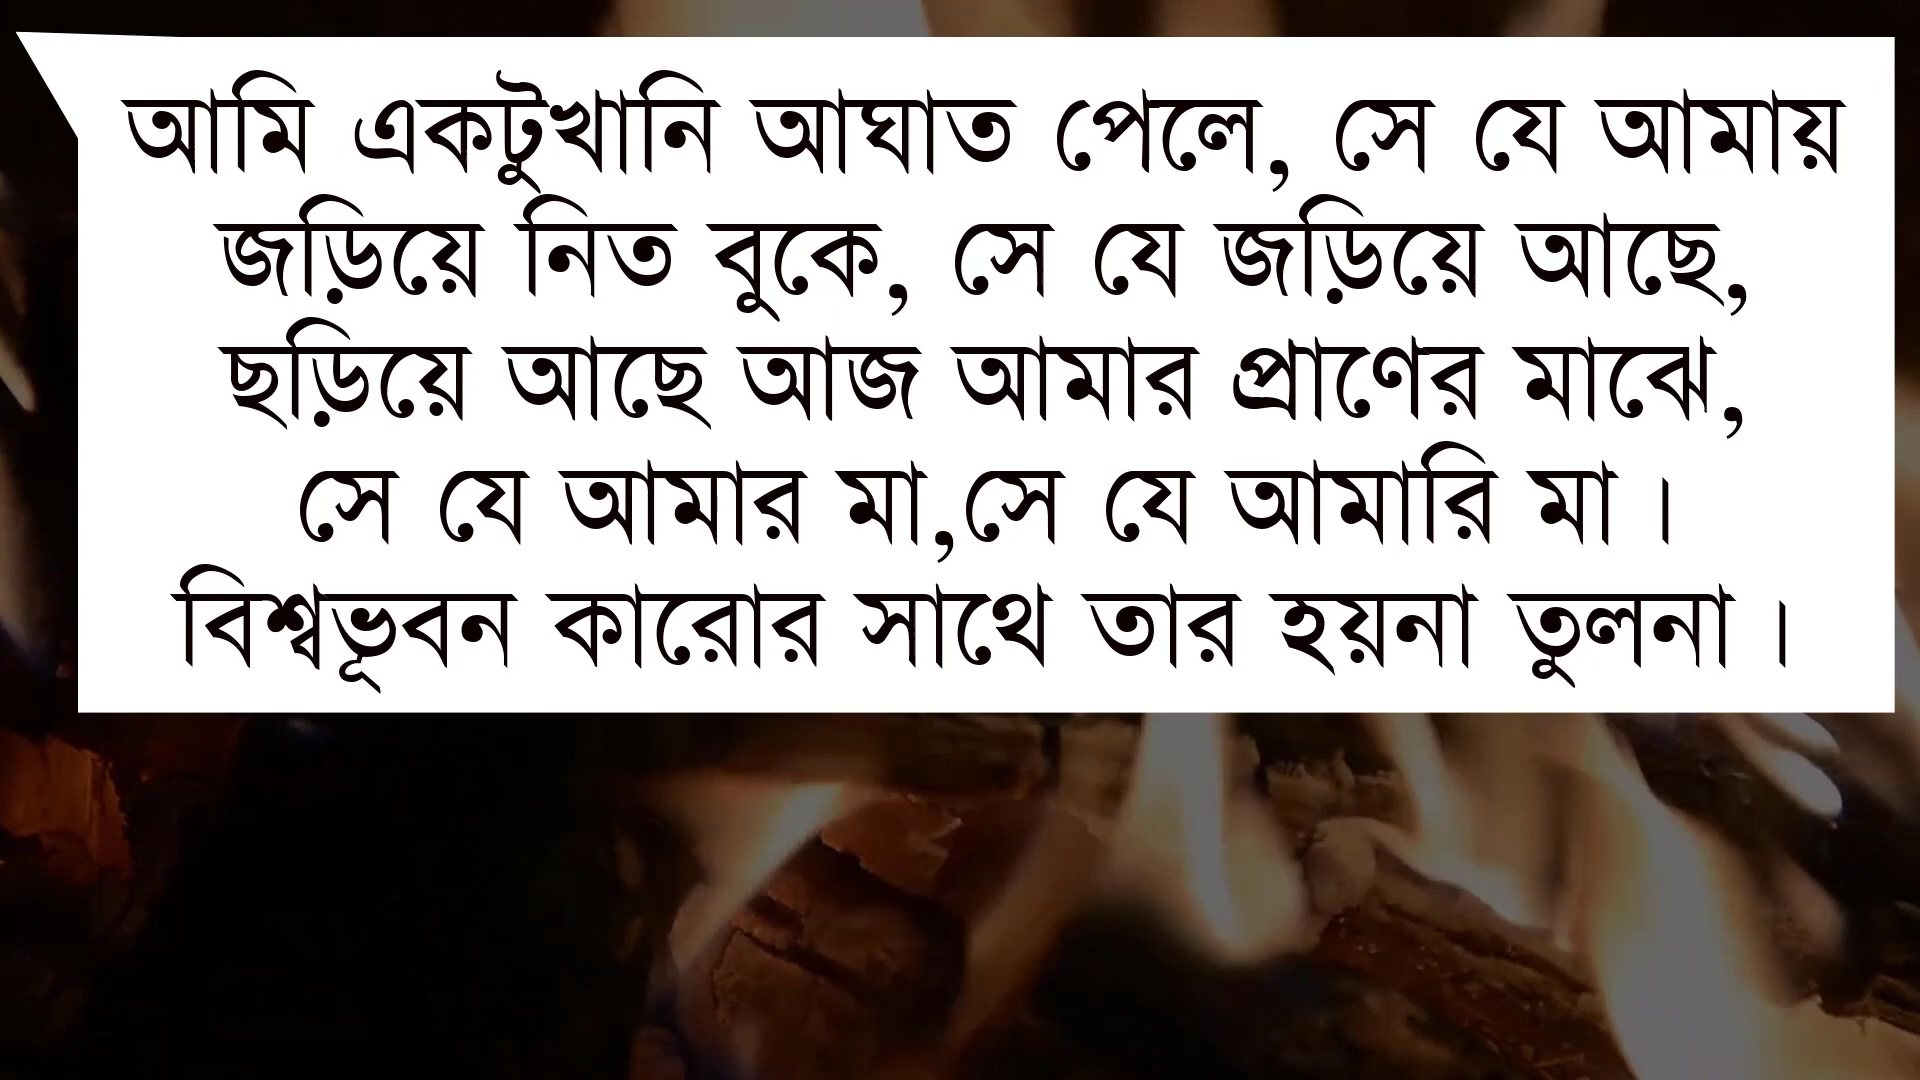 আমি একটুখানি আঘাত পেলে, সে যে আমায়
জড়িয়ে নিত বুকে, সে যে জড়িয়ে আছে,
ছড়িয়ে আছে আজ আমার প্রাণের মাঝে,
সে যে আমার মা,সে যে আমারি মা ।
বিশ্বভূবন কারোর সাথে তার হয়না তুলনা ।